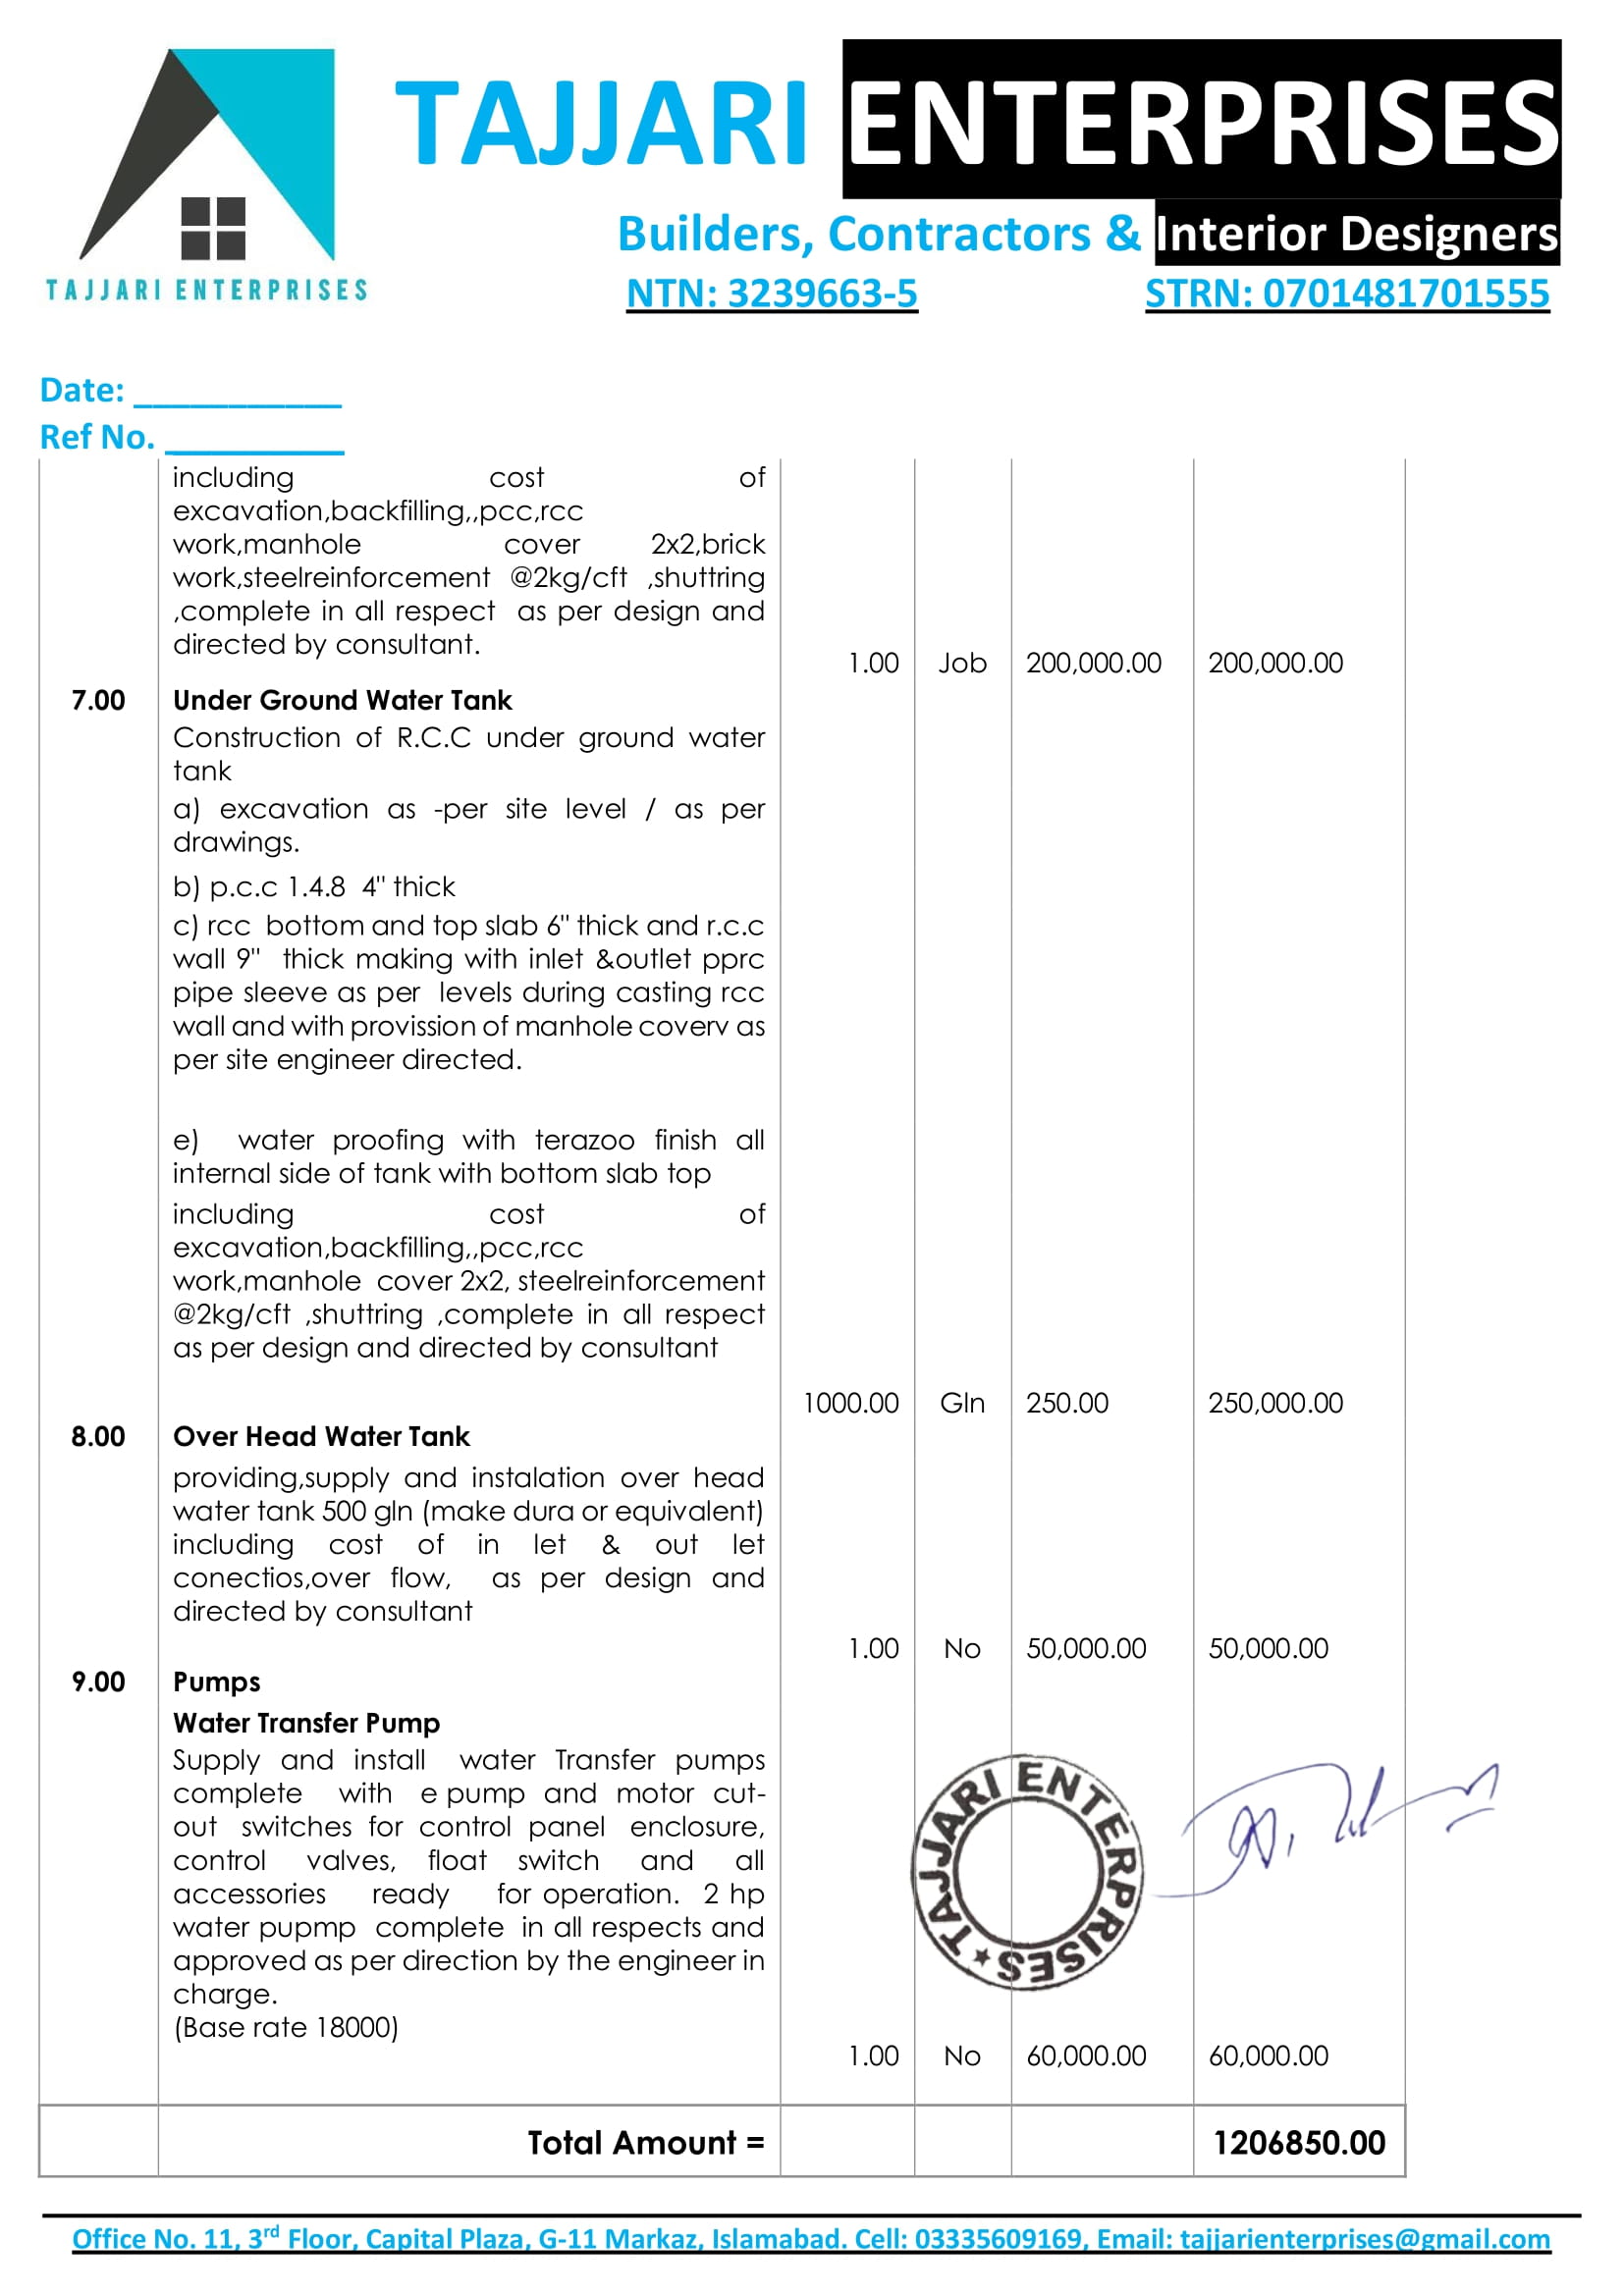 TAJJARI ENTERPRISES
TAJJARI ENTERPRISES
Builders, Contractors & Interior Designers
NTN: 3239663-5 STRN: 0701481701555
Date: ___________
Ref No. __________
including cost of
excavation,backfilling,,pcc,rcc
work,manhole cover 2x2,brick
work,steelreinforcement @2kg/cft ,shuttring
,complete in all respect as per design and
directed by consultant.
1.00 Job 200,000.00 200,000.00
7.00 Under Ground Water Tank
Construction of R.C.C under ground water
tank
a) excavation as -per site level / as per
drawings.
b) p.c.c 1.4.8 4" thick
c) rcc bottom and top slab 6" thick and r.c.c
wall 9" thick making with inlet &outlet pprc
pipe sleeve as per levels during casting rcc
wall and with provission of manhole coverv as
per site engineer directed.
e) water proofing with terazoo finish all
internal side of tank with bottom slab top
including cost of
excavation,backfilling,,pcc,rcc
work,manhole cover 2x2, steelreinforcement
@2kg/cft ,shuttring ,complete in all respect
as per design and directed by consultant
1000.00 Gln 250.00 250,000.00
8.00 Over Head Water Tank
providing,supply and instalation over head
water tank 500 gln (make dura or equivalent)
including cost of in let & out let
conectios,over flow, as per design and
directed by consultant
1.00 No 50,000.00 50,000.00
9.00 Pumps
Water Transfer Pump
Supply and install water Transfer pumps
complete with e pump and motor cut-
out switches for control panel enclosure,
control valves, float switch and all
accessories ready for operation. 2 hp
water pupmp complete in all respects and
approved as per direction by the engineer in
charge.
(Base rate 18000)
1.00 No 60,000.00 60,000.00
TAJJARI ENTERPRISES
Total Amount = 1206850.00
Office No. 11, 3rd Floor, Capital Plaza, G-11 Markaz, Islamabad. Cell: 03335609169, Email: tajjarienterprises@gmail.com